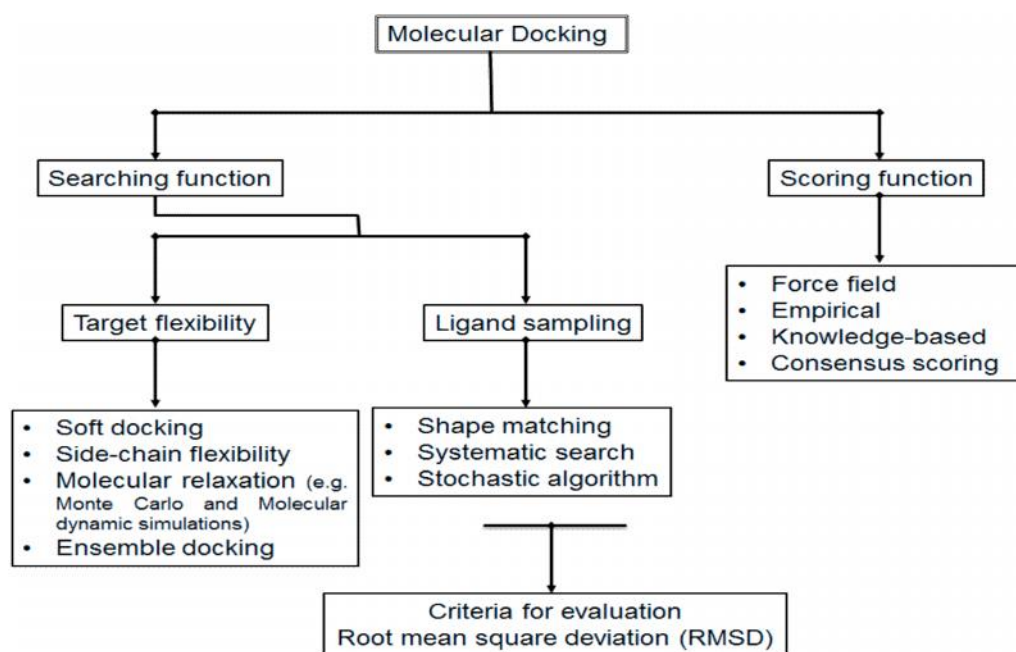 Molecular Docking
Searching function
Scoring function
Target flexibility
Ligand sampling
• Force field
• Empirical
• Knowledge-based
• Consensus scoring
• Soft docking
• Side-chain flexibility
• Molecular relaxation (e.g.
Monte Carlo and Molecular
dynamic simulations)
• Ensemble docking
• Shape matching
• Systematic search
• Stochastic algorithm
Criteria for evaluation
Root mean square deviation (RMSD)